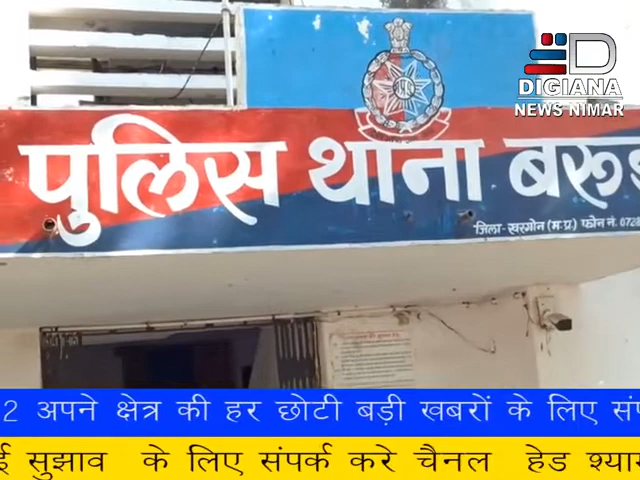 DIGIANA
NEWS NIMAR
पुलिस थाना बरूड
जिला-खरगोन (म.प्र.) फोन नं. 0728
2 अपने क्षेत्र की हर छोटी बड़ी खबरों के लिए संप
ई सुझाव के लिए संपर्क करे चैनल हेड श्या